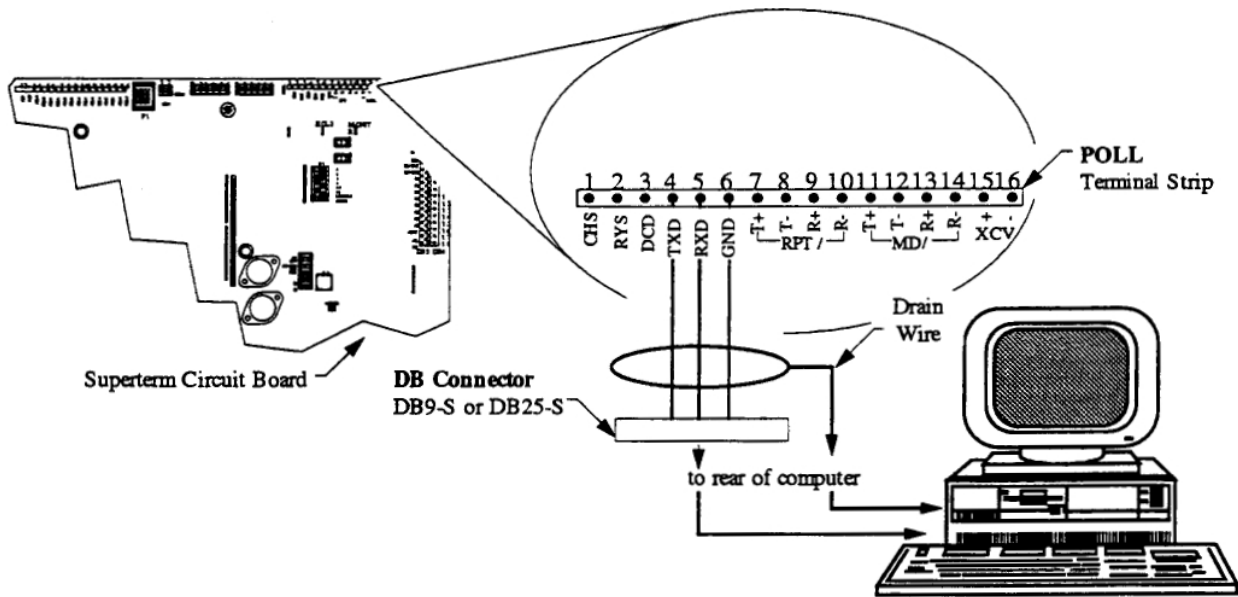 1 2 3 4 5 6 7 8 9 10 11 12 13 14 15 16
CHS RYS DCD TXD RXD GND T+ T- R+ R- T+ T- R+ R- + -
RPT / MD/ XCV
POLL
Terminal Strip
Drain
Wire
Superterm Circuit Board
DB Connector
DB9-S or DB25-S
to rear of computer
P1